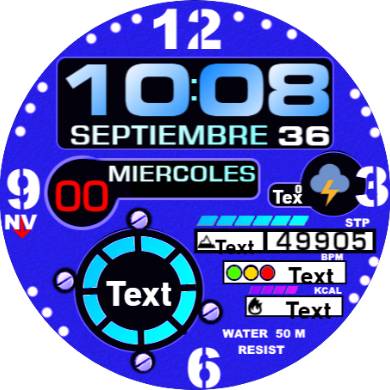 12
10:08
SEPTIEMBRE 36
MIERCOLES
00
9
3
0
Tex
NV
STP
Text
49905
BPM
Text
KCAL
Text
Text
WATER 50 M
RESIST
6